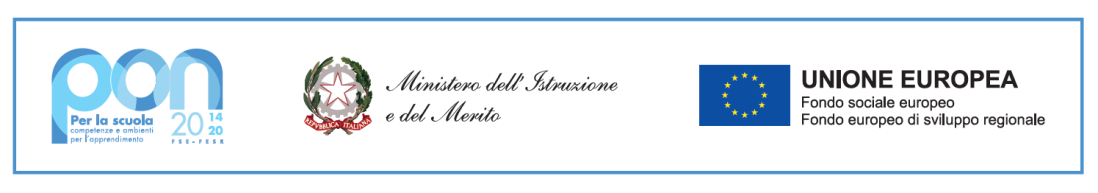 pon
Per la scuola
competenze e ambienti
per l'apprendimento
20 14
20
FSE-FESR
REPVBBLICA ITALIANA
Ministero dell'Istruzione
e del Merito
UNIONE EUROPEA
Fondo sociale europeo
Fondo europeo di sviluppo regionale